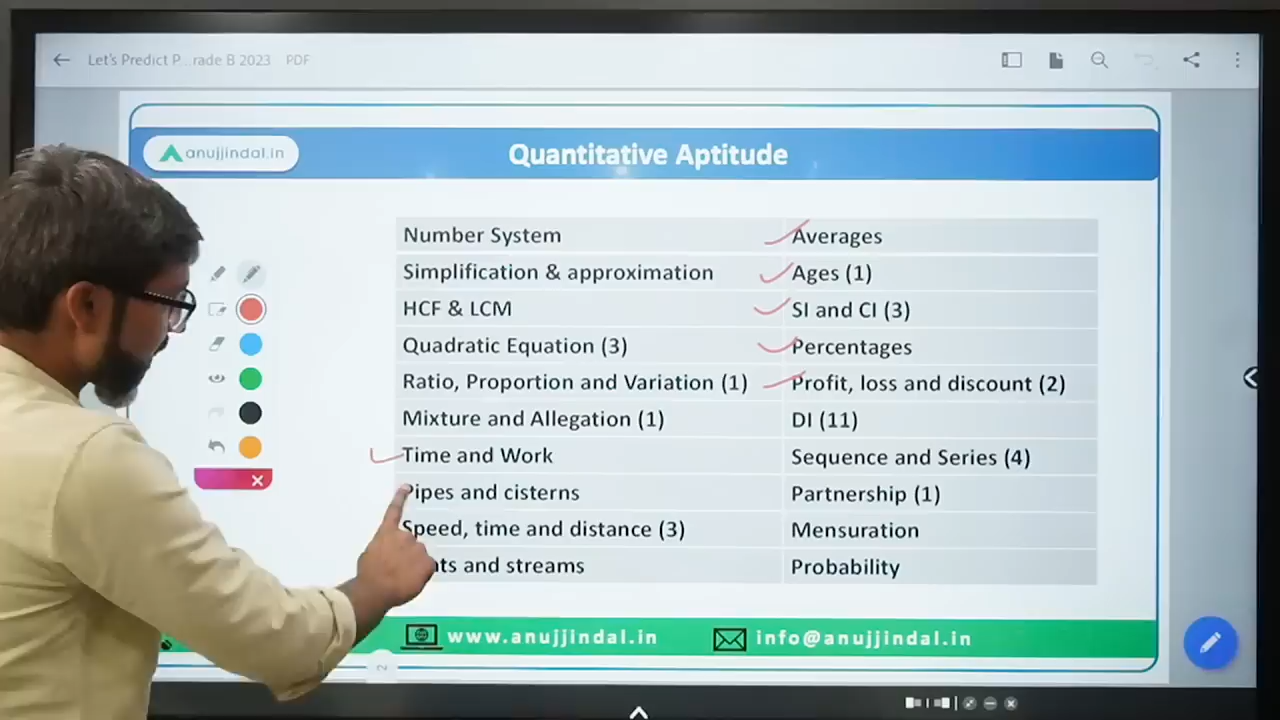 Let's Predict P...rade B 2023 PDF
anujjindal.in
Quantitative Aptitude
Number System Averages
Simplification & approximation Ages (1)
HCF & LCM SI and CI (3)
Quadratic Equation (3) Percentages
Ratio, Proportion and Variation (1) Profit, loss and discount (2)
Mixture and Allegation (1) DI (11)
Time and Work Sequence and Series (4)
Pipes and cisterns Partnership (1)
Speed, time and distance (3) Mensuration
and streams Probability
www.anujjindal.in info@anujjindal.in
2